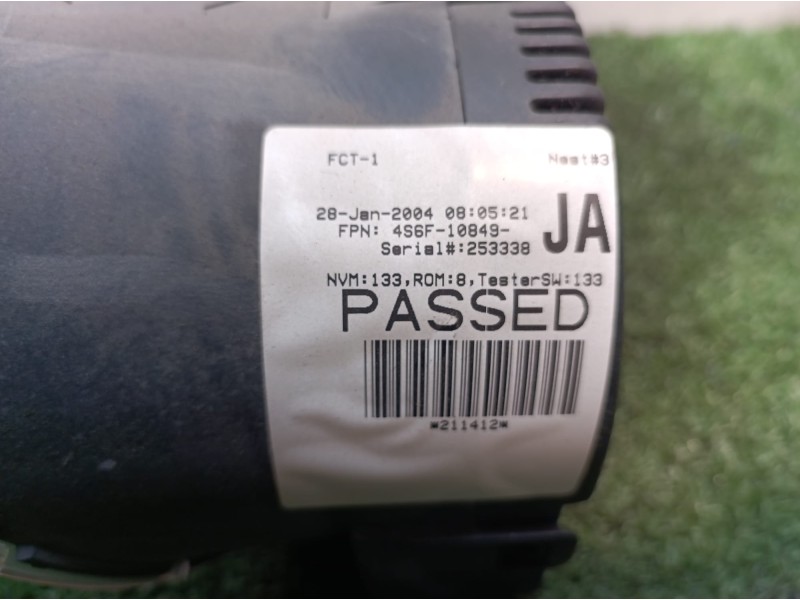 FCT-1 Nest#3
28-Jan-2004 08:05:21
FPN: 4S6F-10849- JA
Serial#:253338
NVM:133,ROM:8,TesterSW:133
PASSED
*211412*